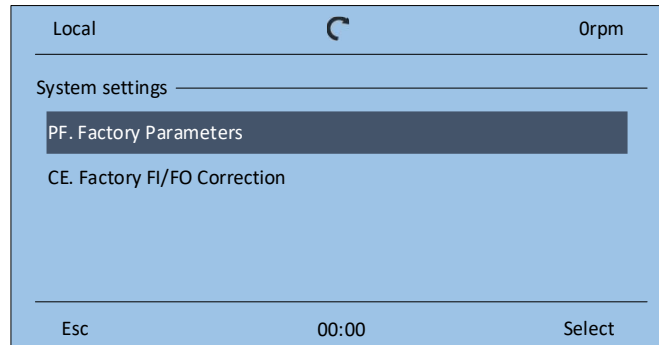 Local 0rpm
System settings
PF. Factory Parameters
CE. Factory FI/FO Correction
Esc 00:00 Select